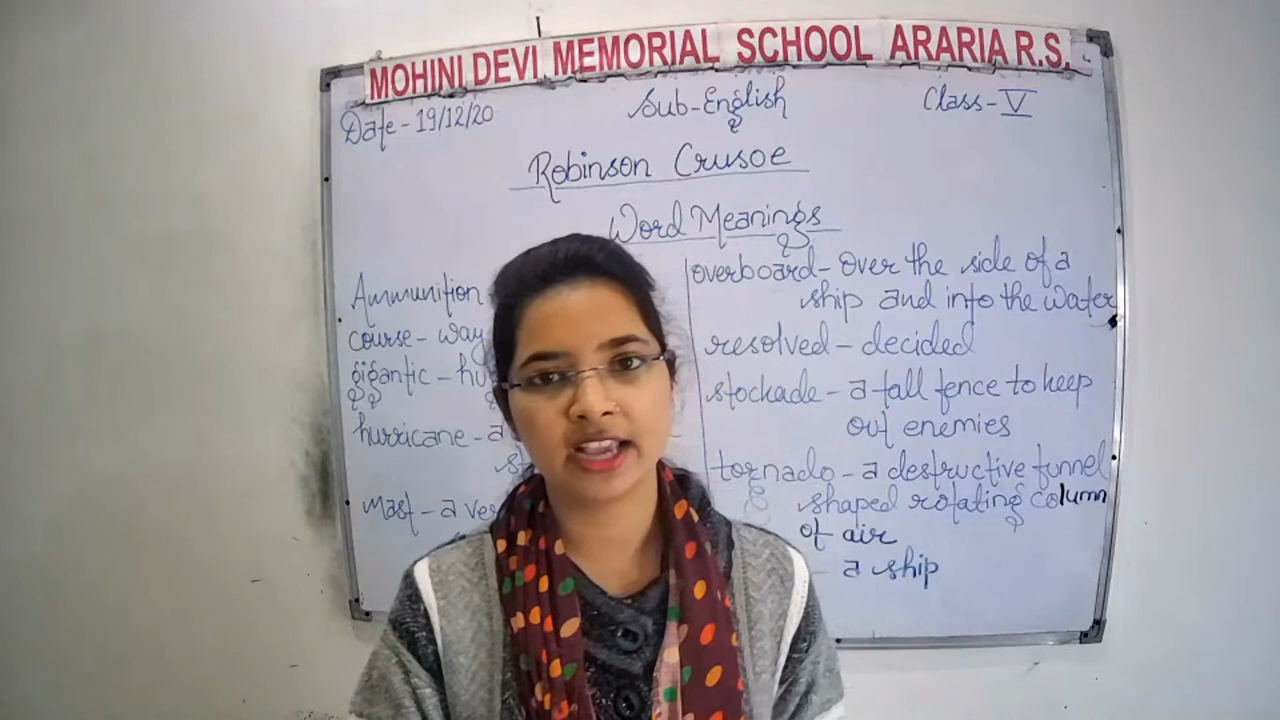 MOHINI DEVI MEMORIAL SCHOOL ARARIA R.S.
Date - 19/12/20 Sub-English Class-V
Robinson Crusoe
Word Meanings
Ammunition
course - way
gigantic -
hurricane - a
Mast - a
overboard - over the side of a
ship and into the water
resolved - decided
stockade - a tall fence to keep
out enemies
tornado - a destructive funnel
shaped rotating column
of air
a ship